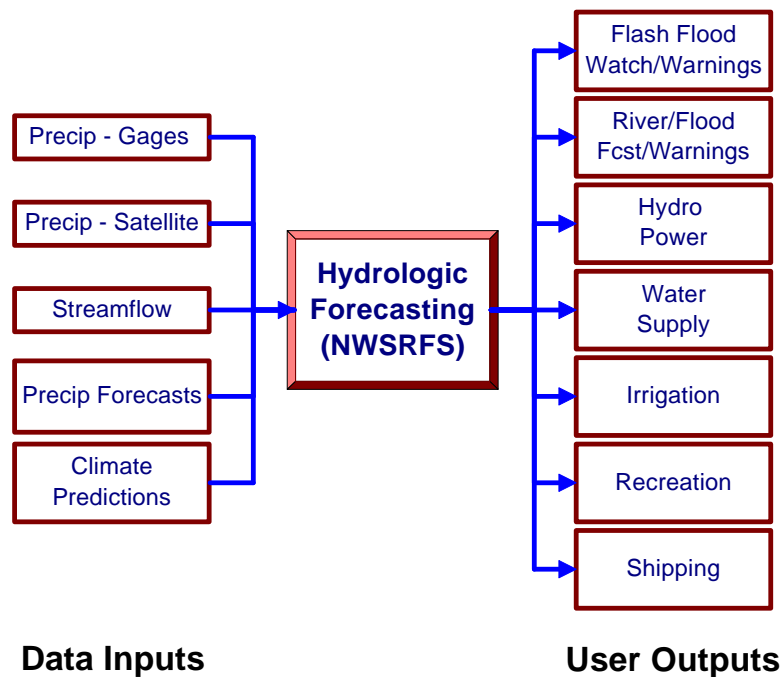 Precip - Gages
Precip - Satellite
Streamflow
Precip Forecasts
Climate
Predictions
Data Inputs
Hydrologic
Forecasting
(NWSRFS)
Flash Flood
Watch/Warnings
River/Flood
Fcst/Warnings
Hydro
Power
Water
Supply
Irrigation
Recreation
Shipping
User Outputs